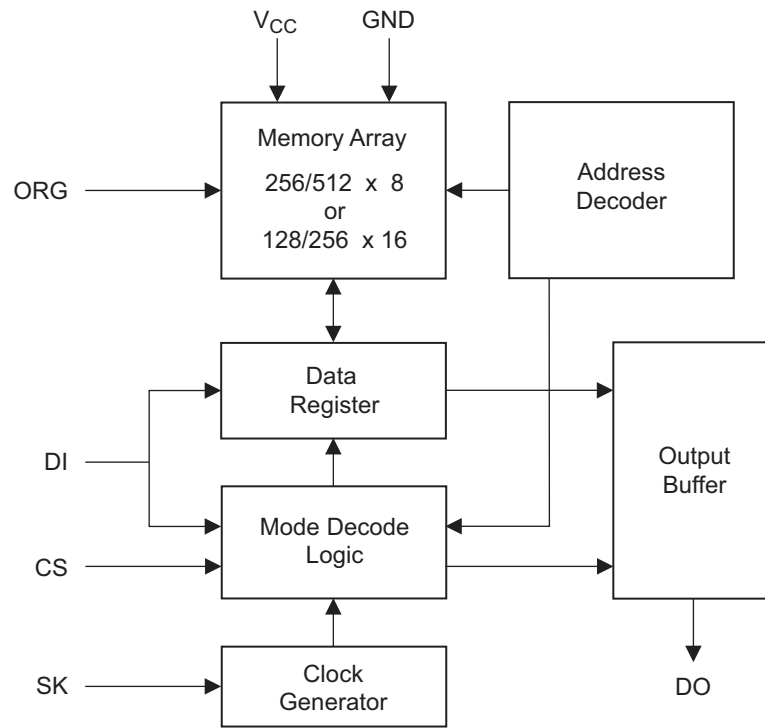 VCC
GND
ORG
Memory Array
256/512 x 8
or
128/256 x 16
Address
Decoder
DI
Data
Register
Output
Buffer
CS
Mode Decode
Logic
SK
Clock
Generator
DO